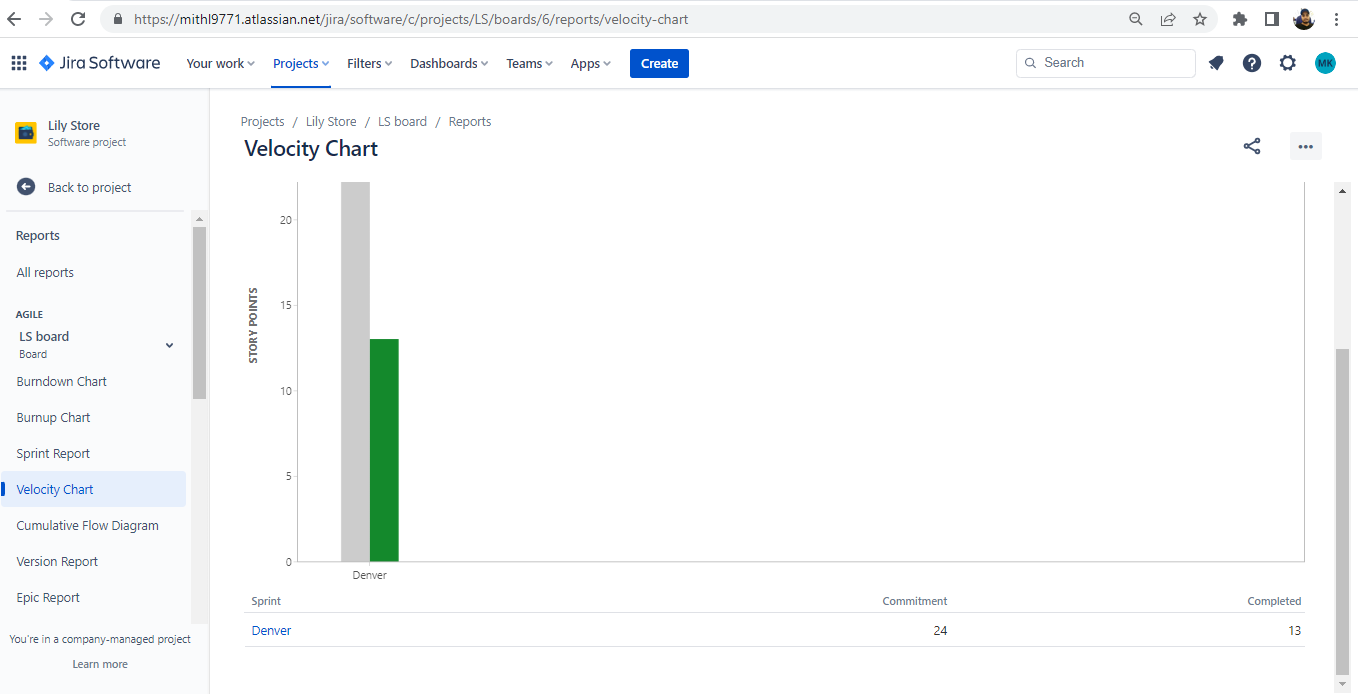 https://mithl9771.atlassian.net/jira/software/c/projects/LS/boards/6/reports/velocity-chart
Jira Software Your work Projects Filters Dashboards Teams Apps Create Search MK
Lily Store
Software project
Back to project
Reports
All reports
AGILE
LS board
Board
Burndown Chart
Burnup Chart
Sprint Report
Velocity Chart
Cumulative Flow Diagram
Version Report
Epic Report
You're in a company-managed project
Learn more
Projects / Lily Store / LS board / Reports
Velocity Chart
STORY POINTS
20
15
10
5
0
Denver
Sprint Commitment Completed
Denver 24 13